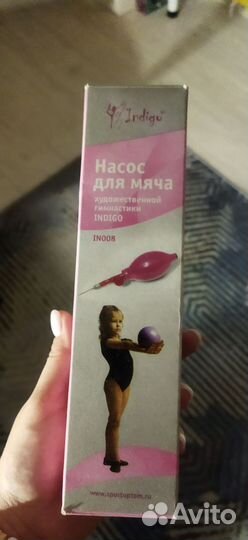 Indigo
Насос
для мяча
художественной
гимнастики
INDIGO
IN008
www.sportoptom.ru
Avito